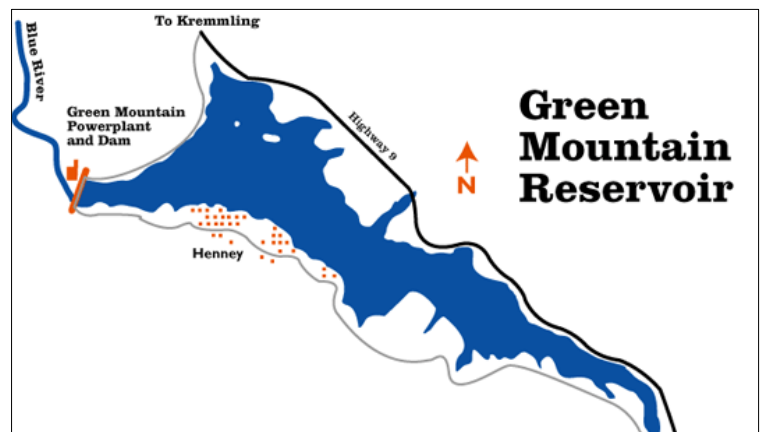 To Kremmling
Blue River
Green Mountain
Powerplant
and Dam
Highway 9
Green
Mountain
Reservoir
N
Henney